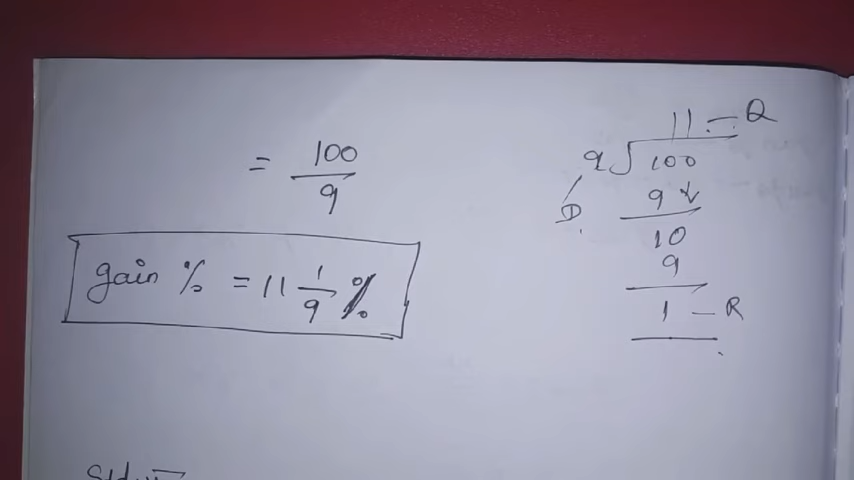 = 100/9
gain % = 11 1/9 %
11 — Q
9 √100
D 9 ↓
10
9
1 — R